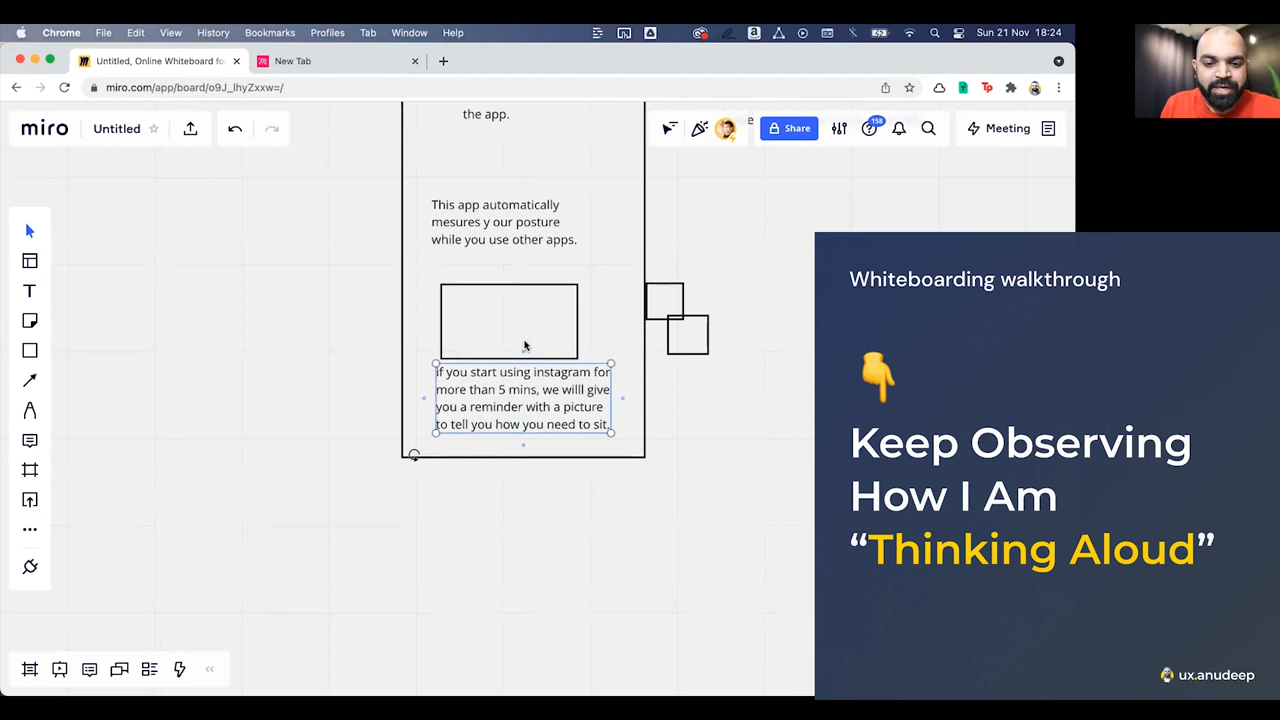 Chrome File Edit View History Bookmarks Profiles Tab Window Help
Sun 21 Nov 18:24
Untitled, Online Whiteboard fo
New Tab
miro.com/app/board/o9J_lhyZxxw=/
miro
Untitled
158
Share
Meeting
e
the app.
This app automatically
mesures y our posture
while you use other apps.
if you start using instagram for
more than 5 mins, we willl give
you a reminder with a picture
to tell you how you need to sit.
Whiteboarding walkthrough
Keep Observing
How I Am
“Thinking Aloud”
ux.anudeep